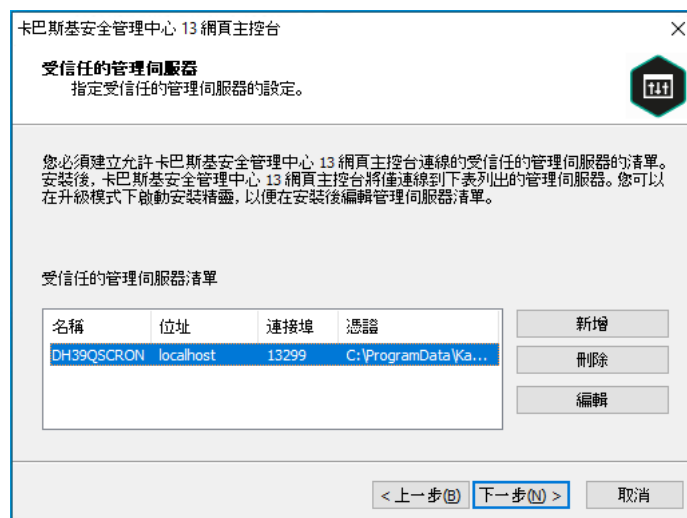 卡巴斯基安全管理中心 13 網頁主控台
受信任的管理伺服器
指定受信任的管理伺服器的設定。
您必須建立允許卡巴斯基安全管理中心 13 網頁主控台連線的受信任的管理伺服器的清單。
安裝後，卡巴斯基安全管理中心 13 網頁主控台將僅連線到下表列出的管理伺服器。您可以
在升級模式下啟動安裝精靈，以便在安裝後編輯管理伺服器清單。
受信任的管理伺服器清單
名稱 位址 連接埠 憑證
DH39QSCRON localhost 13299 C:\ProgramData\Ka...
新增
刪除
編輯
< 上一步(B) 下一步(N) > 取消